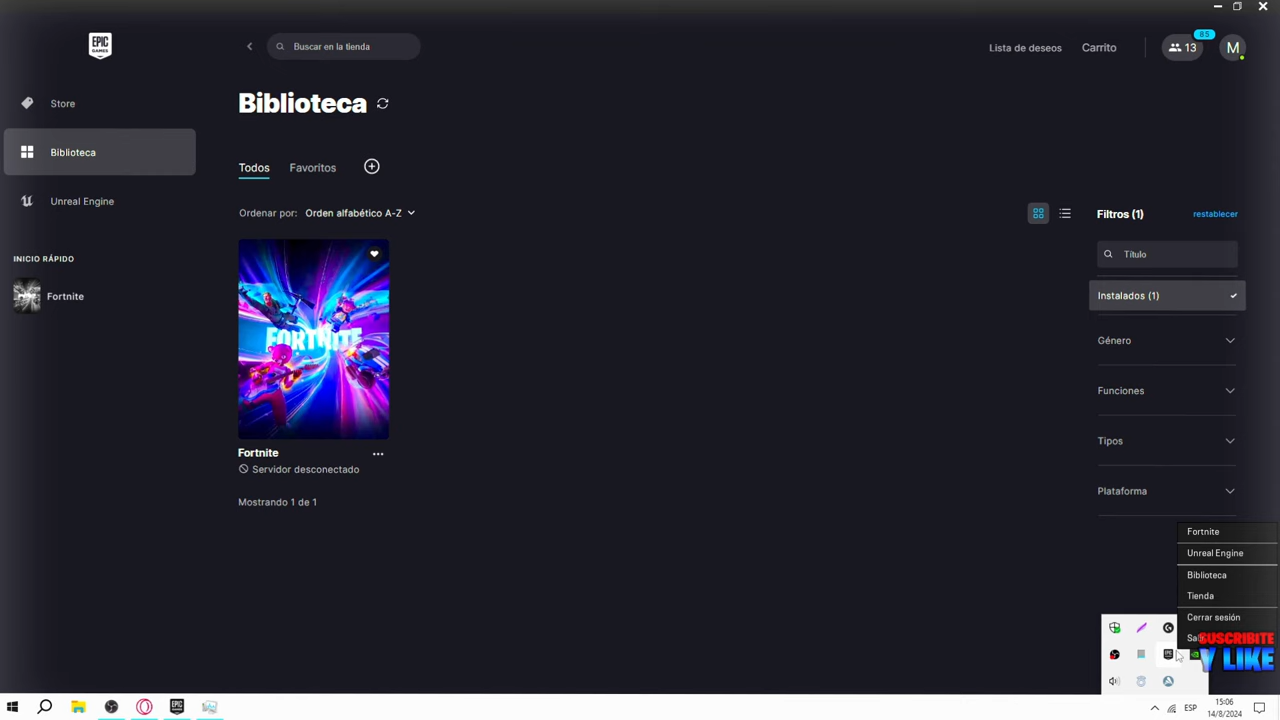 EPIC
GAMES
Buscar en la tienda
Lista de deseos
Carrito
85
13
M
Store
Biblioteca
Unreal Engine
INICIO RÁPIDO
Fortnite
Biblioteca
Todos
Favoritos
Ordenar por: Orden alfabético A-Z
FORTNITE
Fortnite
Servidor desconectado
Mostrando 1 de 1
Filtros (1)
restablecer
Título
Instalados (1)
Género
Funciones
Tipos
Plataforma
Fortnite
Unreal Engine
Biblioteca
Tienda
Cerrar sesión
SUSCRIBITE
Y LIKE
ESP
15:06
14/8/2024